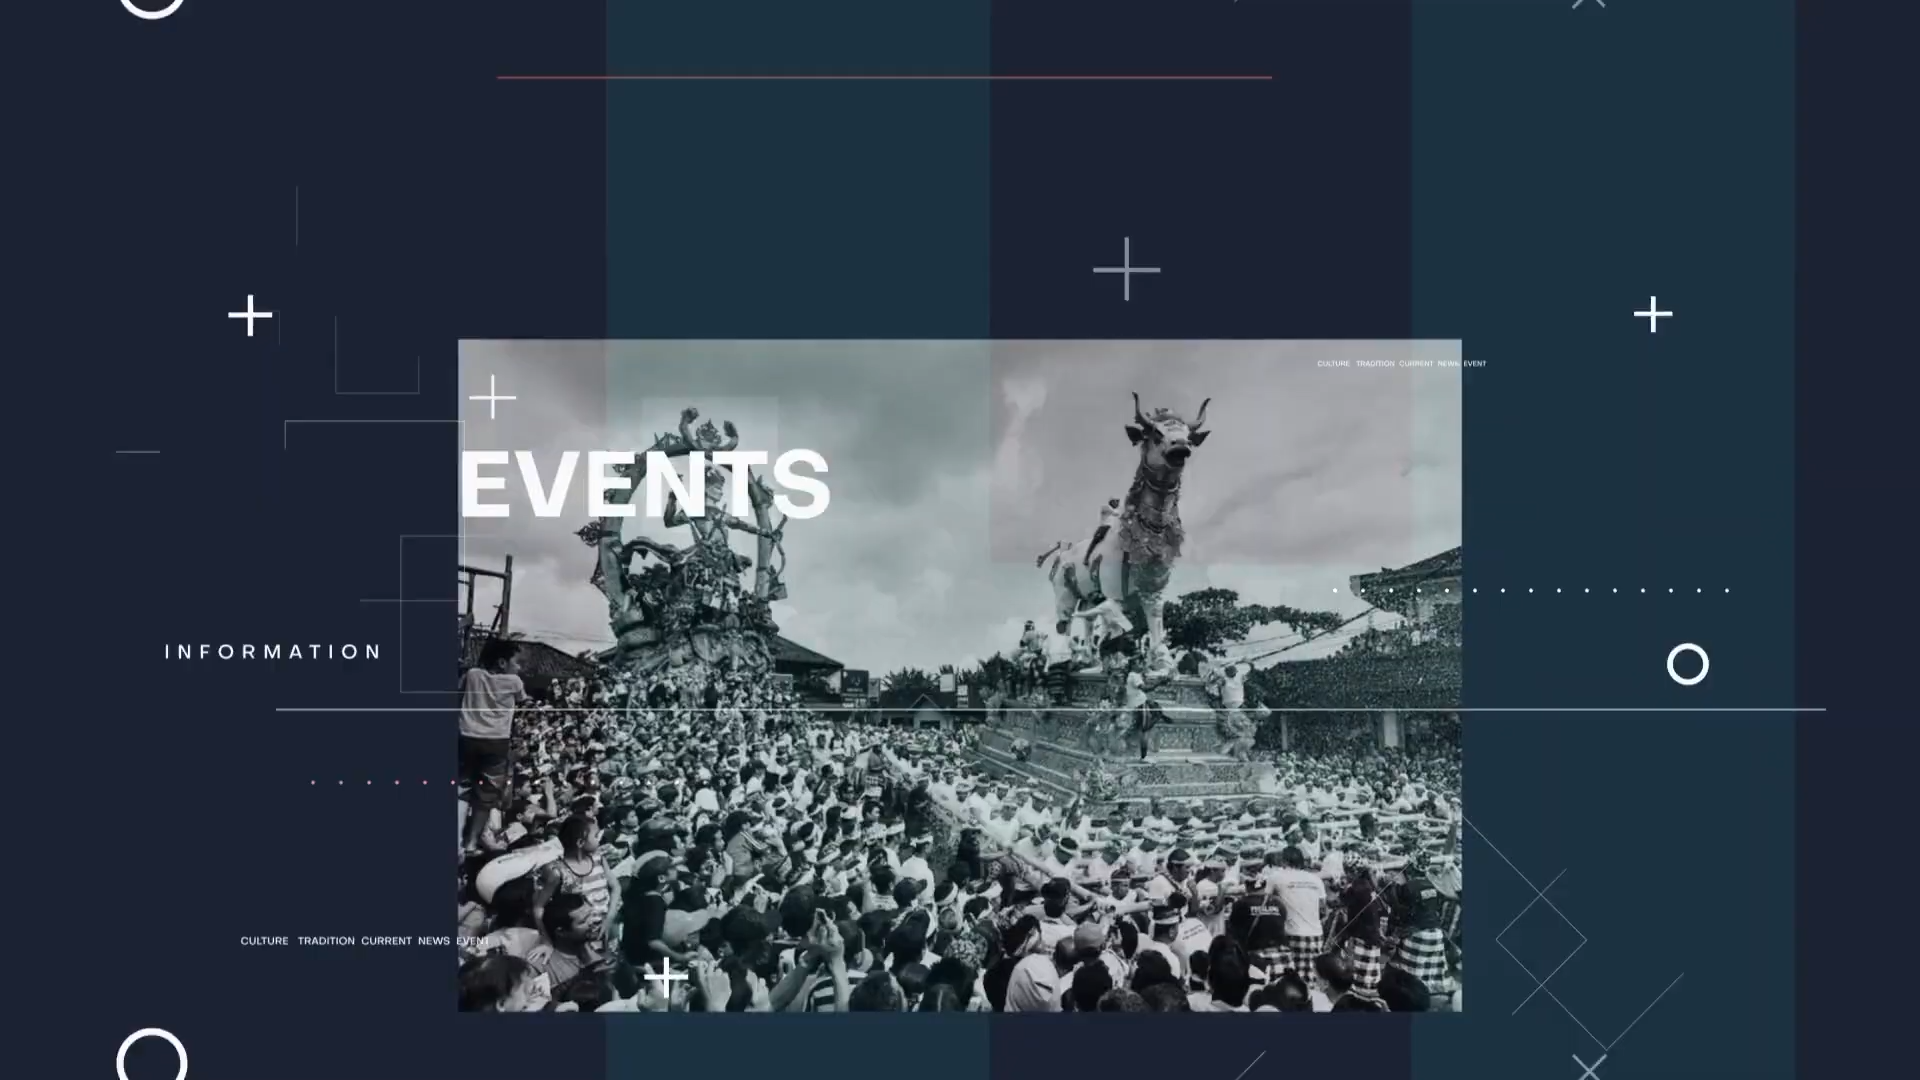 CULTURE TRADITION CURRENT NEWS EVENT
EVENTS
INFORMATION
CULTURE TRADITION CURRENT NEWS EVENT